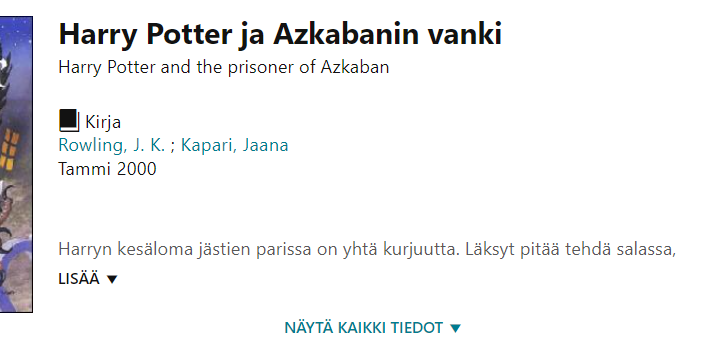 Harry Potter ja Azkabanin vanki
Harry Potter and the prisoner of Azkaban
Kirja
Rowling, J. K. ; Kapari, Jaana
Tammi 2000
Harryn kesäloma jästien parissa on yhtä kurjuutta. Läksyt pitää tehdä salassa,
LISÄÄ ▼
NÄYTÄ KAIKKI TIEDOT ▼